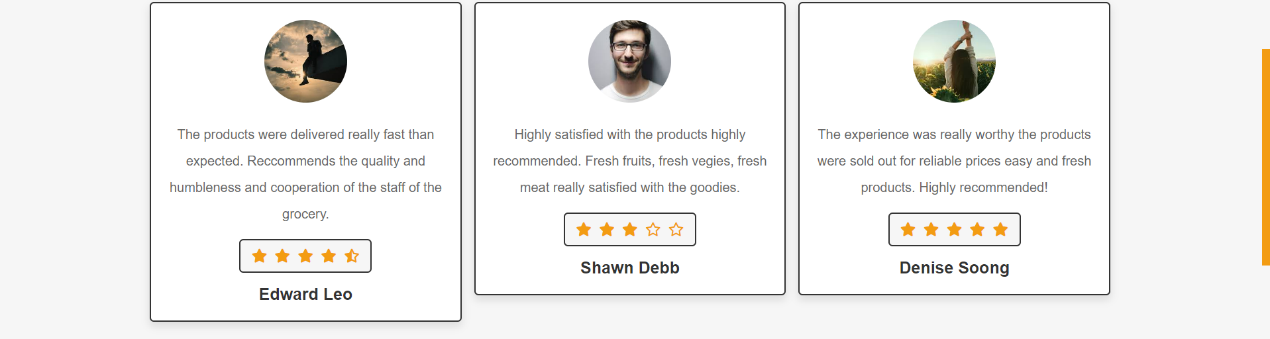 The products were delivered really fast than
expected. Reccommends the quality and
humbleness and cooperation of the staff of the
grocery.
Edward Leo
Highly satisfied with the products highly
recommended. Fresh fruits, fresh vegies, fresh
meat really satisfied with the goodies.
Shawn Debb
The experience was really worthy the products
were sold out for reliable prices easy and fresh
products. Highly recommended!
Denise Soong